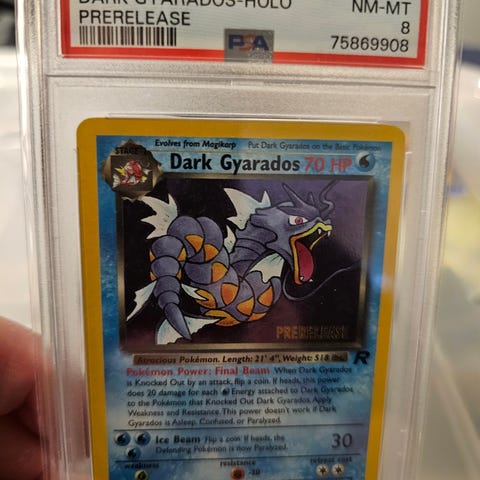 DARK GYARADOS-HOLO
PRERELEASE
NM-MT
8
PSA
75869908
STAGE 1
Evolves from Magikarp
Put Dark Gyarados on the Basic Pokémon
Dark Gyarados 70 HP
PRERELEASE
Atrocious Pokémon. Length: 21' 4", Weight: 518 lbs.
R
Pokémon Power: Final Beam When Dark Gyarados
is Knocked Out by an attack, flip a coin. If heads, this power
does 20 damage for each Energy attached to Dark Gyarados
to the Pokémon that Knocked Out Dark Gyarados. Apply
Weakness and Resistance. This power doesn't work if Dark
Gyarados is Asleep, Confused, or Paralyzed.
Ice Beam Flip a coin. If heads, the
Defending Pokémon is now Paralyzed.
30
weakness
resistance
-30
retreat cost